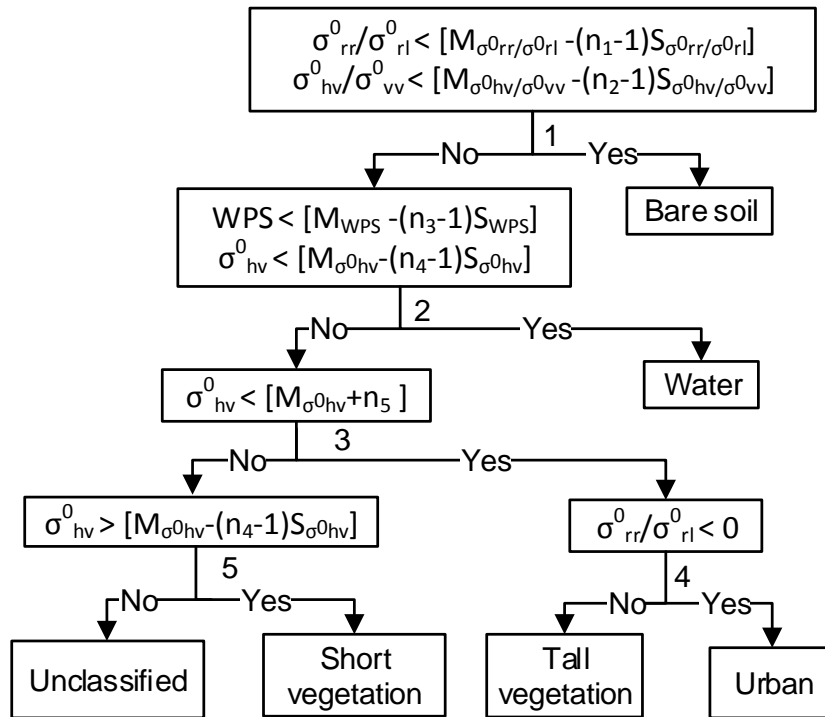 σ⁰rr/σ⁰rl < [Mσ⁰rr/σ⁰rl -(n₁-1)Sσ⁰rr/σ⁰rl]
σ⁰hv/σ⁰vv < [Mσ⁰hv/σ⁰vv -(n₂-1)Sσ⁰hv/σ⁰vv]
1
No Yes
WPS < [MWPS -(n₃-1)SWPS]
σ⁰hv < [Mσ⁰hv-(n₄-1)Sσ⁰hv]
Bare soil
2
No Yes
σ⁰hv < [Mσ⁰hv+n₅ ]
Water
3
No Yes
σ⁰hv > [Mσ⁰hv-(n₄-1)Sσ⁰hv]
σ⁰rr/σ⁰rl < 0
5
4
No Yes
No Yes
Unclassified
Short
vegetation
Tall
vegetation
Urban